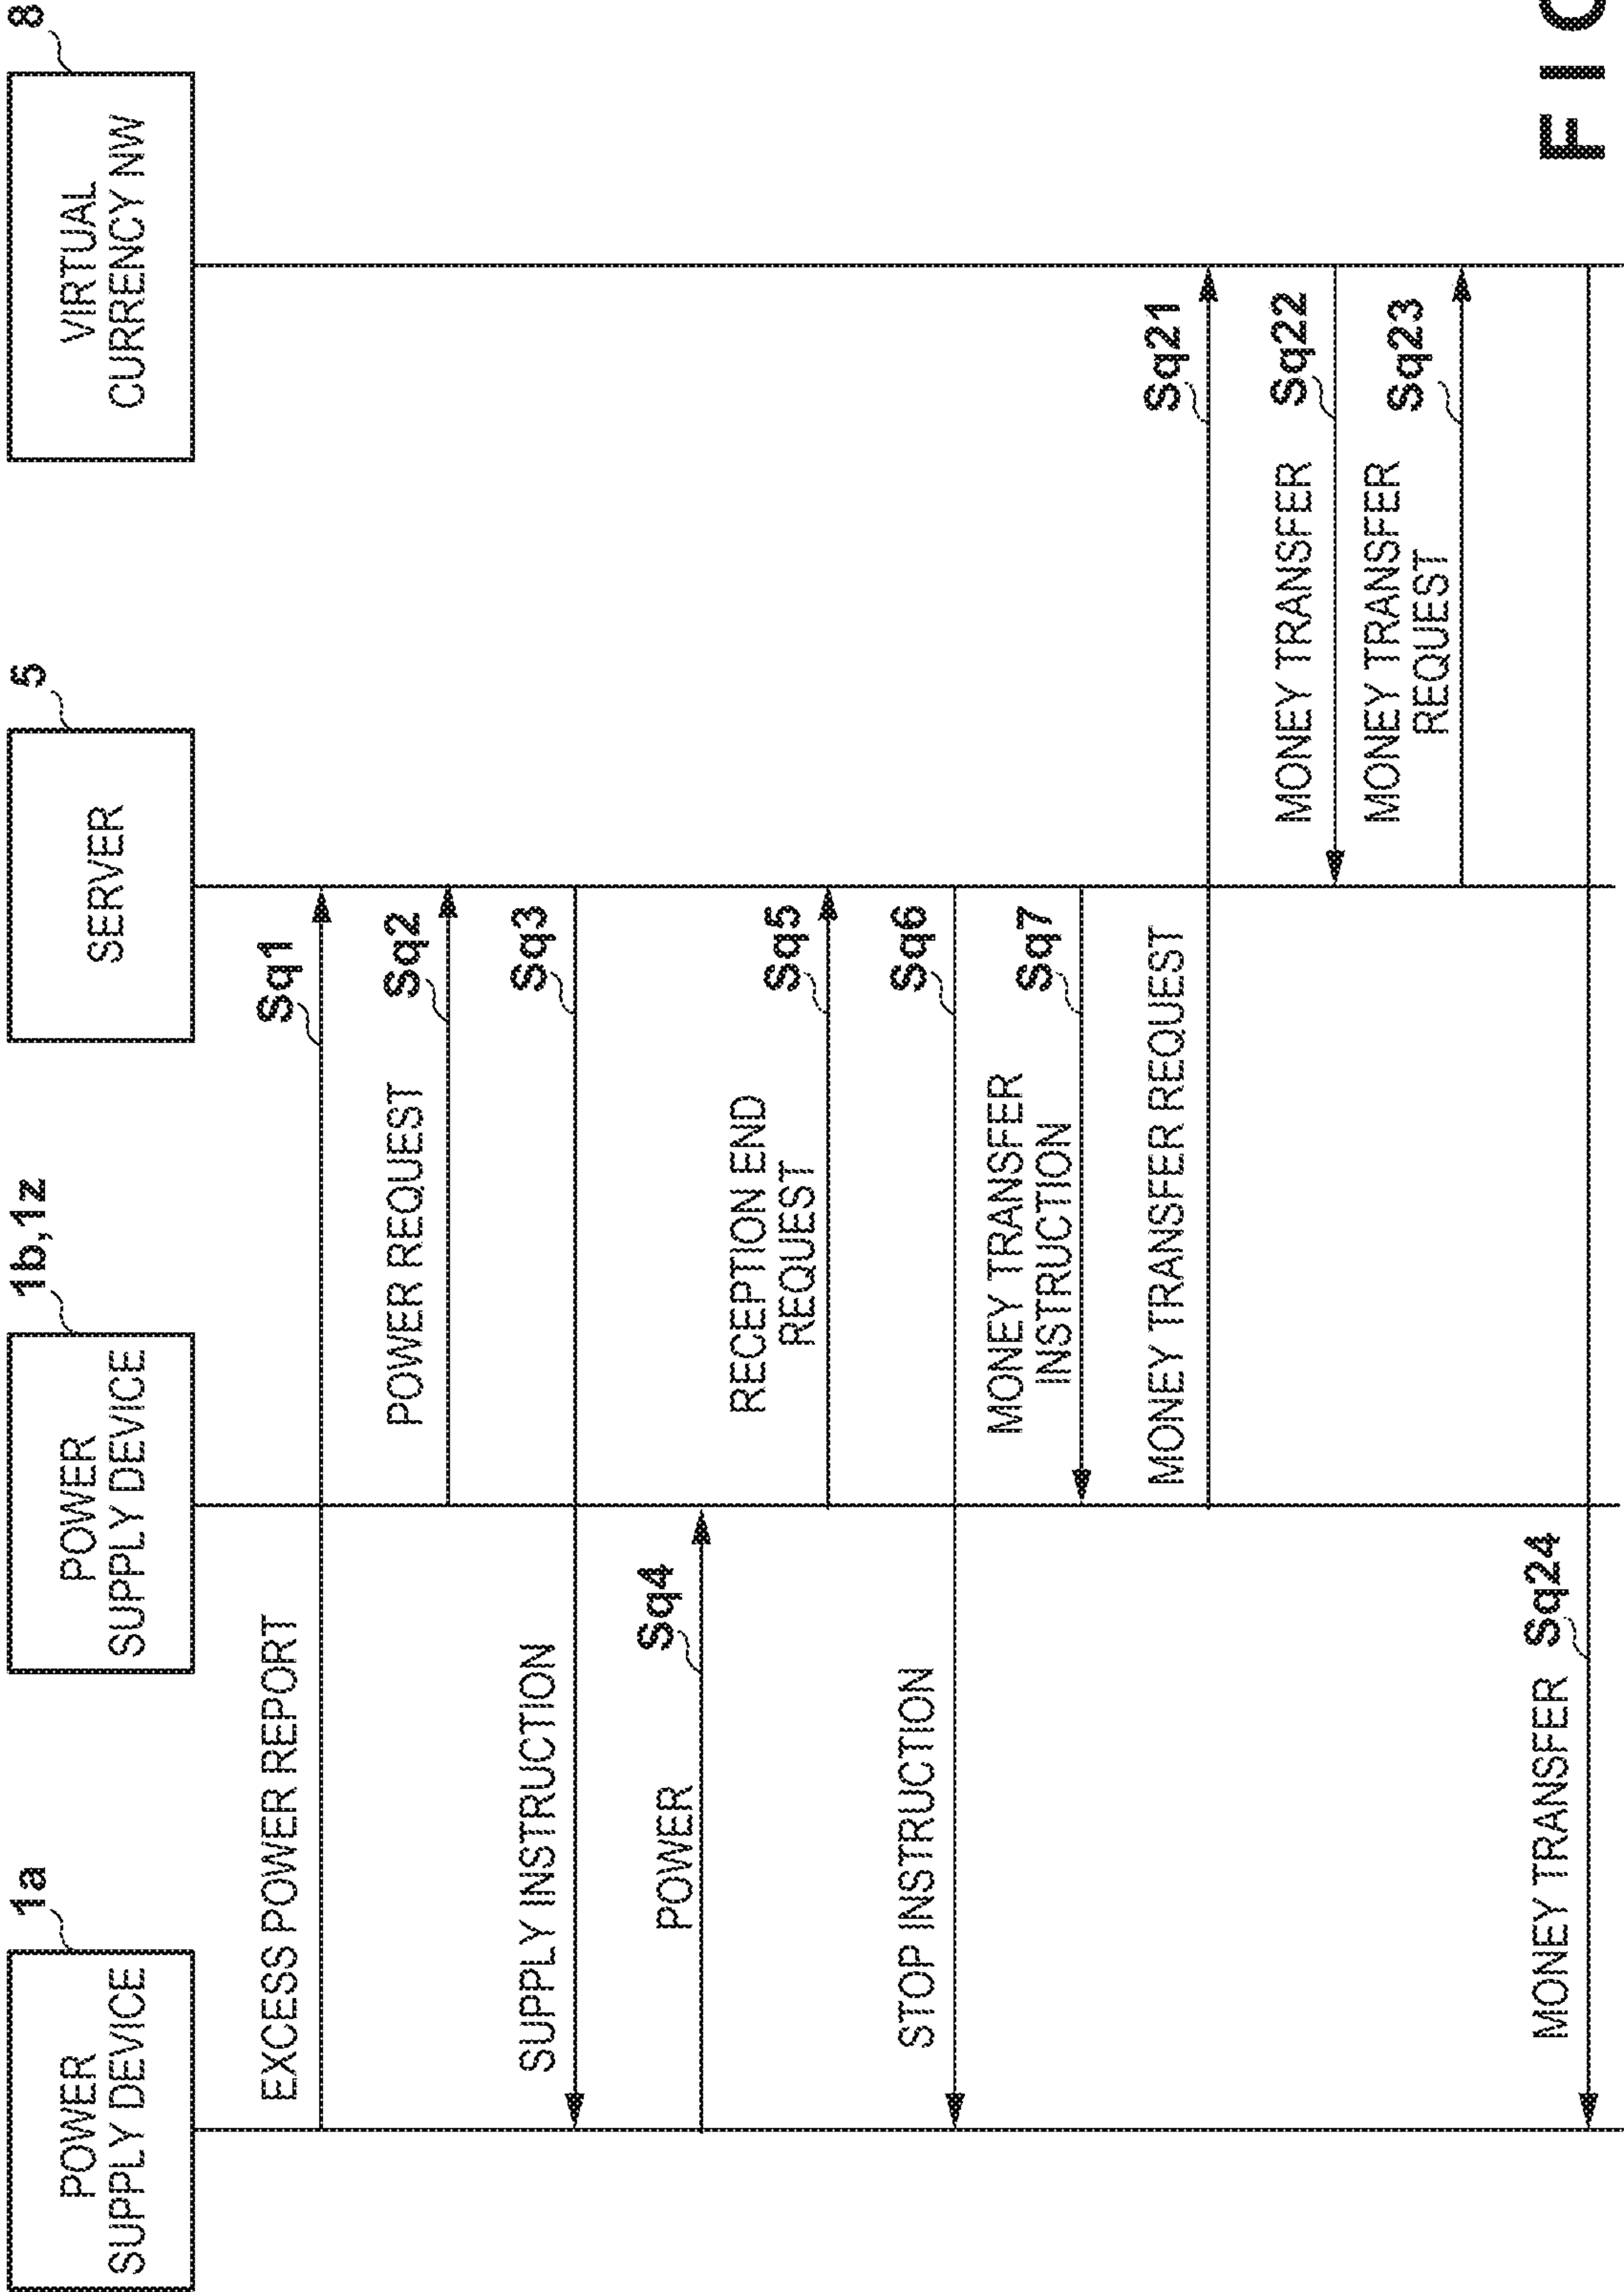 1a
POWER
SUPPLY DEVICE
1b,1z
POWER
SUPPLY DEVICE
5
SERVER
8
VIRTUAL
CURRENCY NW
EXCESS POWER REPORT
Sq1
POWER REQUEST
Sq2
SUPPLY INSTRUCTION
Sq3
POWER
Sq4
RECEPTION END
REQUEST
Sq5
STOP INSTRUCTION
Sq6
MONEY TRANSFER
INSTRUCTION
Sq7
MONEY TRANSFER REQUEST
Sq21
MONEY TRANSFER
Sq22
MONEY TRANSFER
REQUEST
Sq23
MONEY TRANSFER
Sq24